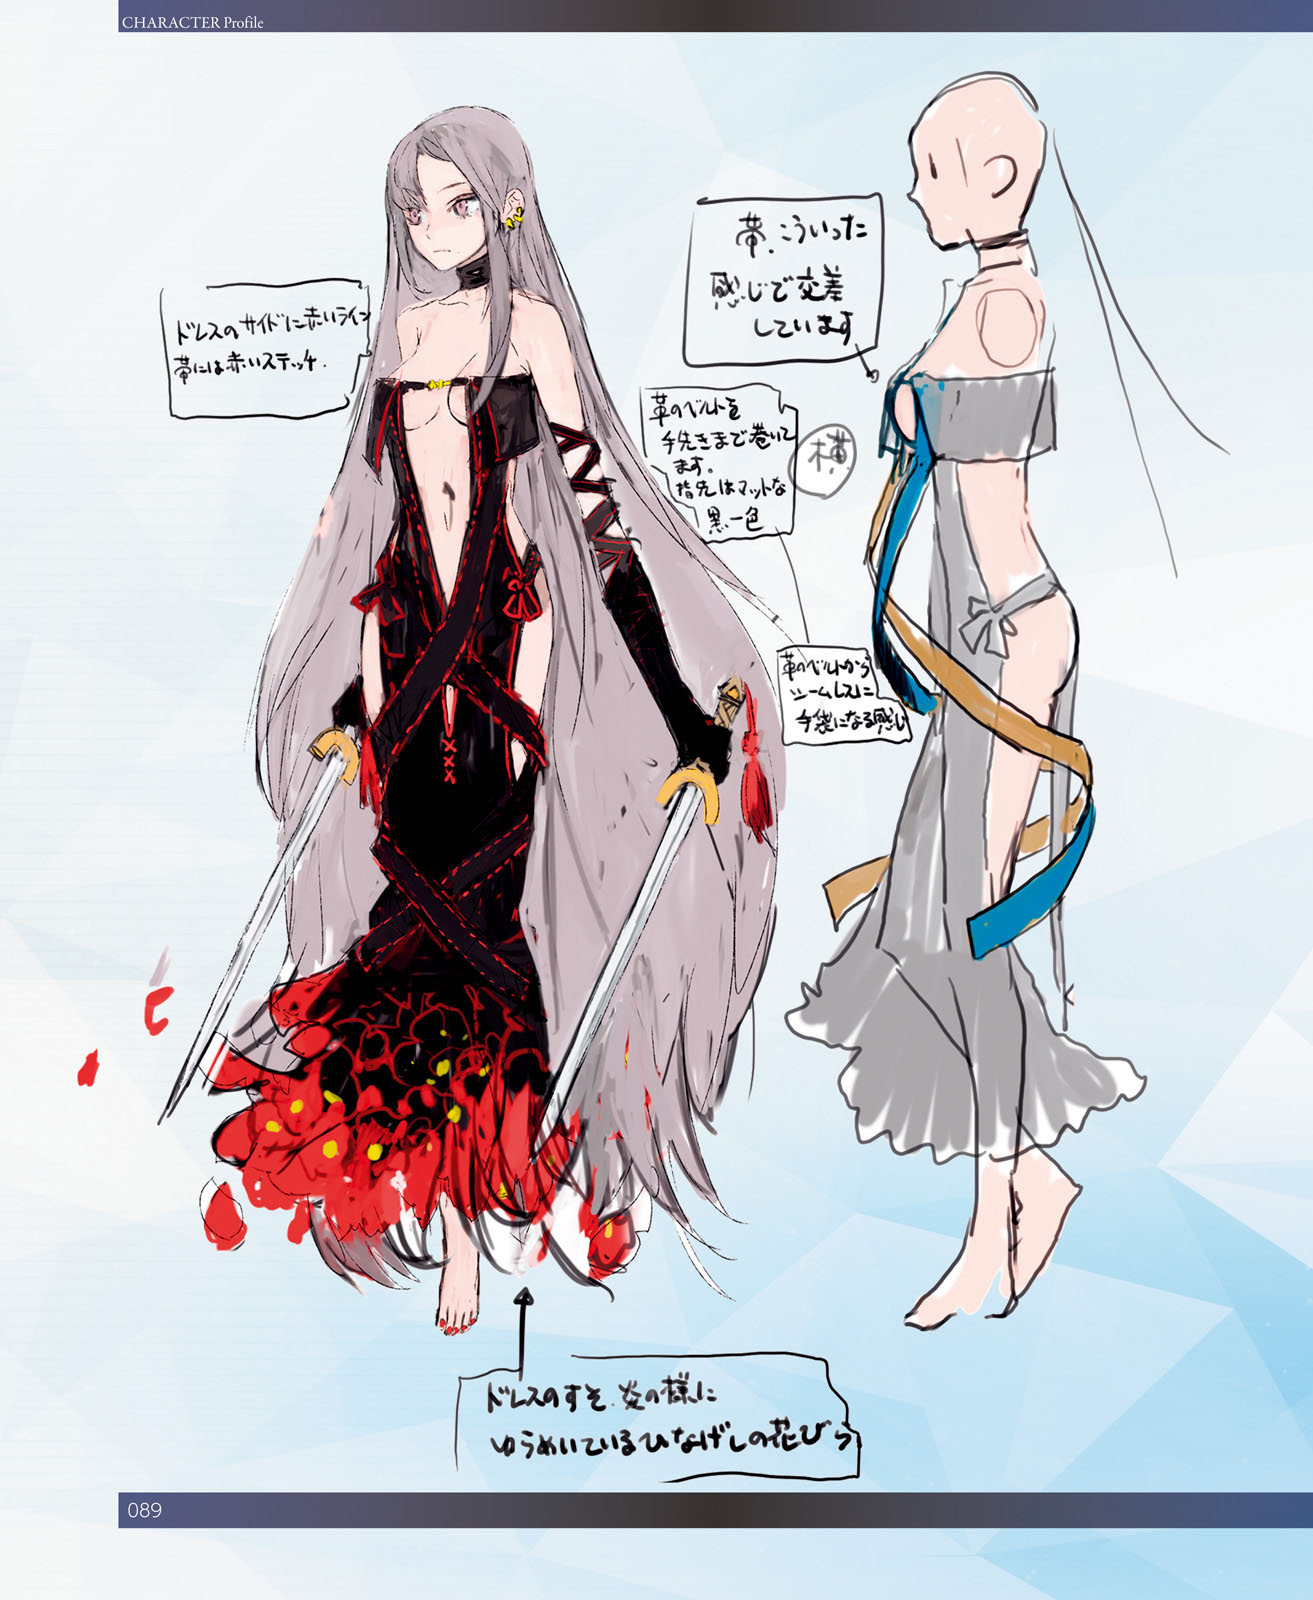 CHARACTER Profile
帯、こういった
感じで交差
しています
ドレスのサイドに赤いライン
帯には赤いステッチ.
革のベルトを
手先きまで巻いて
ます。
指先はマットな
黒一色
横
革のベルトから
シームレスに
手袋になる感じ
ドレスのすそ.炎の様に
ゆらめいているひなげしの花びら
089